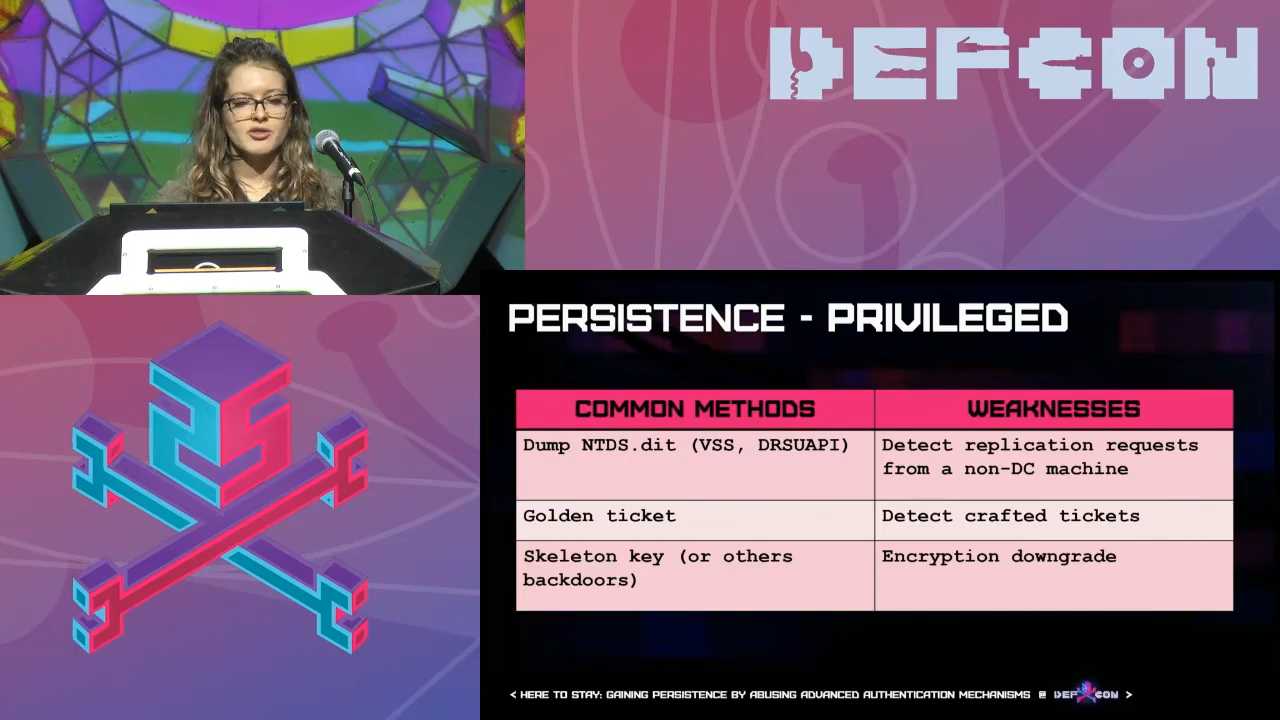 DEFCON
PERSISTENCE - PRIVILEGED
COMMON METHODS
WEAKNESSES
Dump NTDS.dit (VSS, DRSUAPI)
Detect replication requests
from a non-DC machine
Golden ticket
Detect crafted tickets
Skeleton key (or others
backdoors)
Encryption downgrade
< HERE TO STAY: GAINING PERSISTENCE BY ABUSING ADVANCED AUTHENTICATION MECHANISMS @ DEF CON >